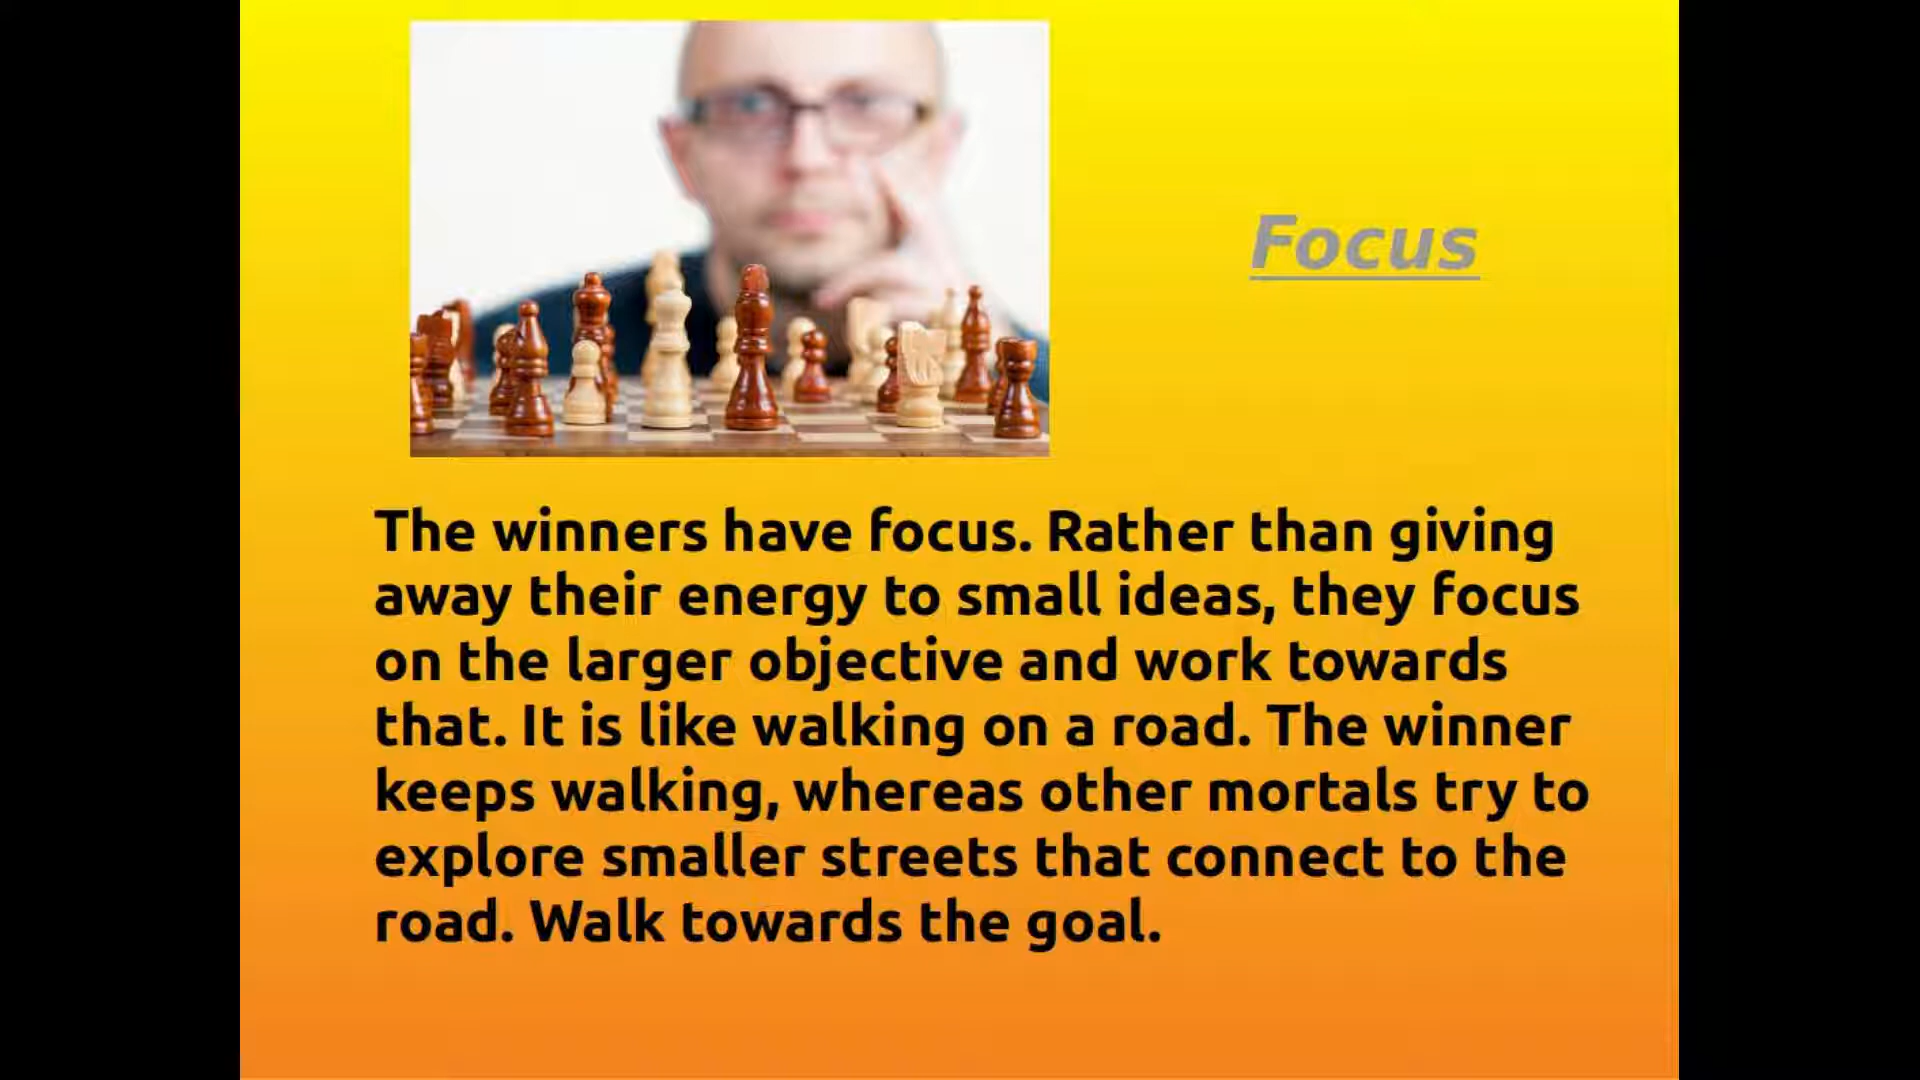 Focus
The winners have focus. Rather than giving
away their energy to small ideas, they focus
on the larger objective and work towards
that. It is like walking on a road. The winner
keeps walking, whereas other mortals try to
explore smaller streets that connect to the
road. Walk towards the goal.